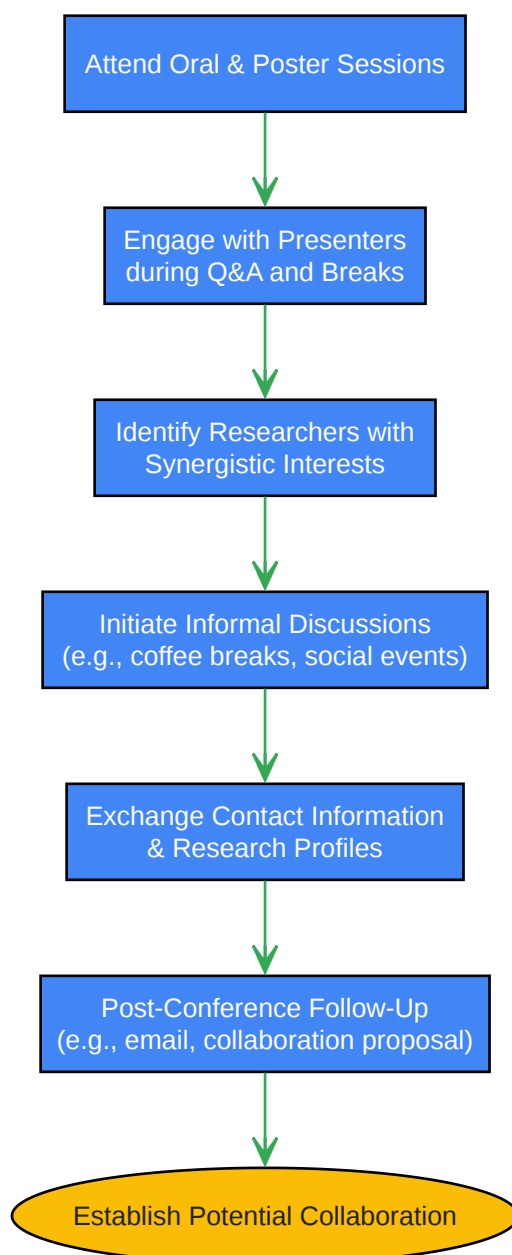 Attend Oral & Poster Sessions
Engage with Presenters
during Q&A and Breaks
Identify Researchers with
Synergistic Interests
Initiate Informal Discussions
(e.g., coffee breaks, social events)
Exchange Contact Information
& Research Profiles
Post-Conference Follow-Up
(e.g., email, collaboration proposal)
Establish Potential Collaboration